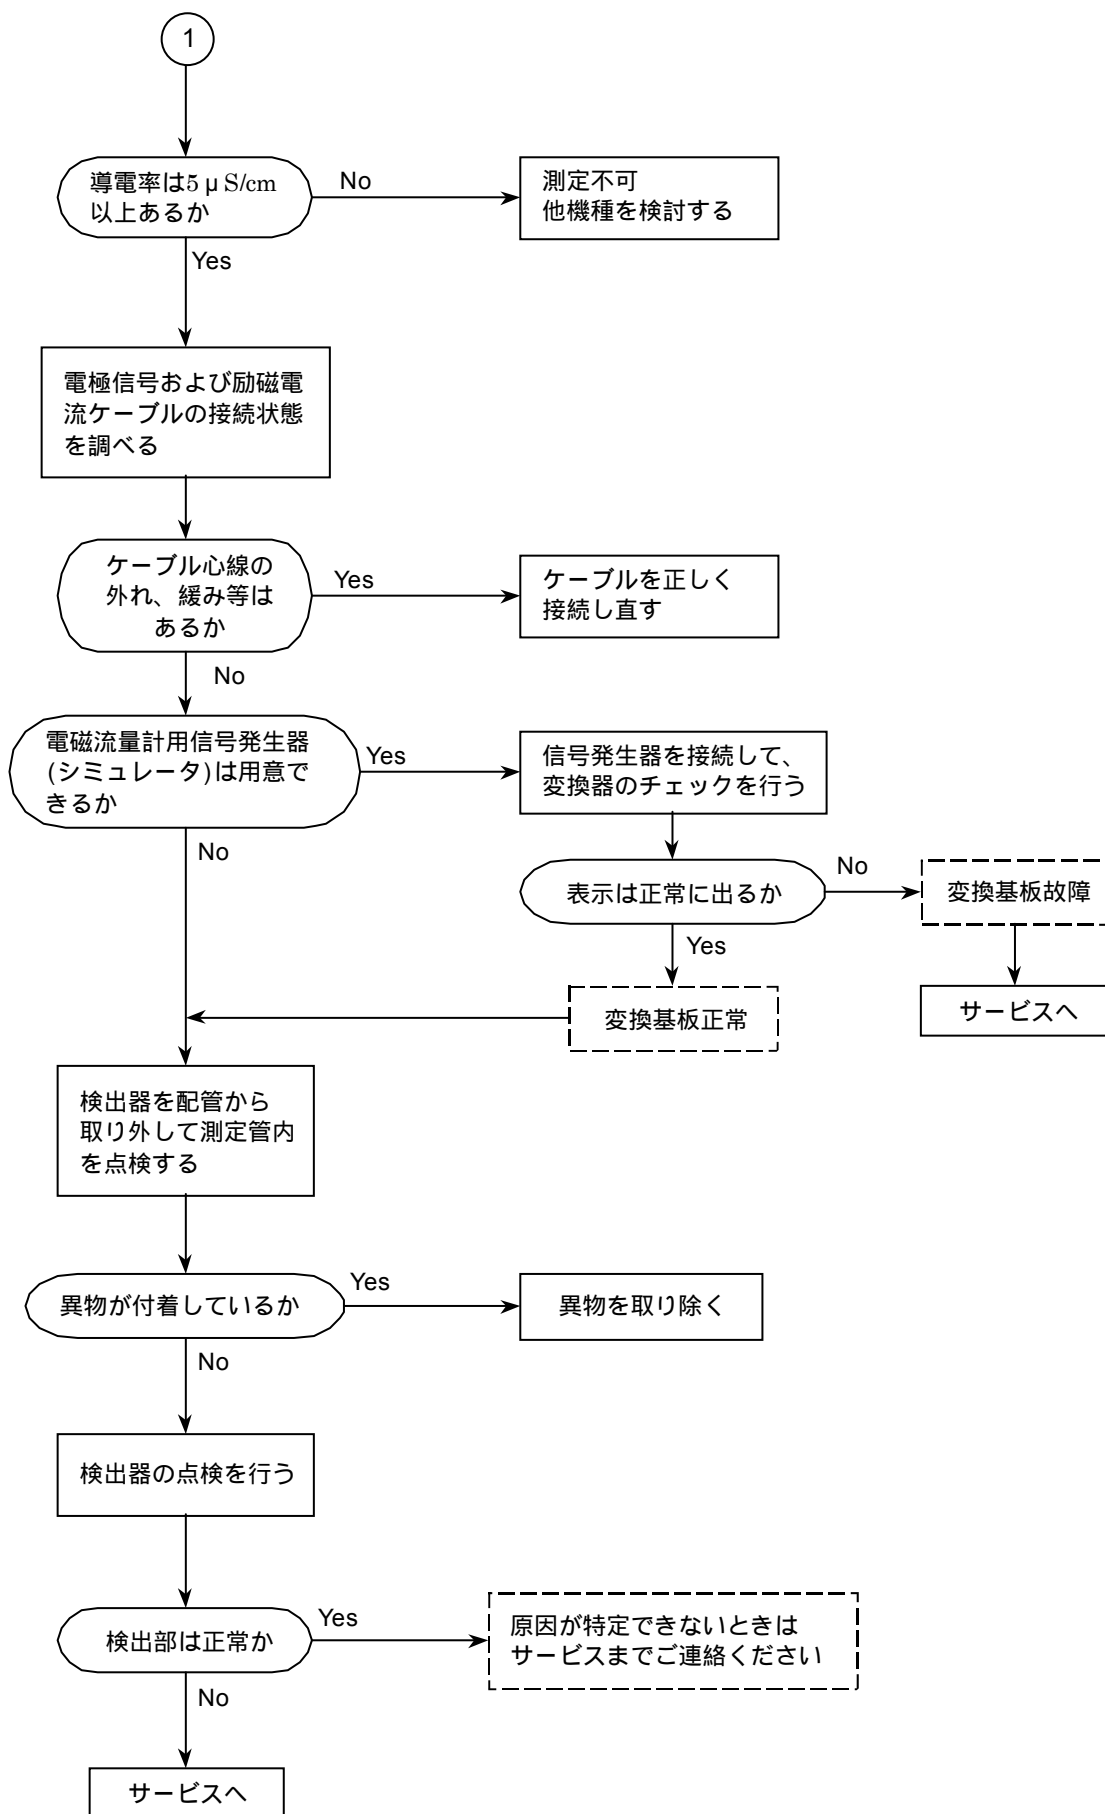 1
導電率は5μS/cm
以上あるか
No
測定不可
他機種を検討する
Yes
電極信号および励磁電
流ケーブルの接続状態
を調べる
ケーブル心線の
外れ、緩み等は
あるか
Yes
ケーブルを正しく
接続し直す
No
電磁流量計用信号発生器
(シミュレータ)は用意で
きるか
Yes
信号発生器を接続して、
変換器のチェックを行う
No
表示は正常に出るか
No
変換基板故障
Yes
サービスへ
変換基板正常
検出器を配管から
取り外して測定管内
を点検する
異物が付着しているか
Yes
異物を取り除く
No
検出器の点検を行う
検出部は正常か
Yes
原因が特定できないときは
サービスまでご連絡ください
No
サービスへ